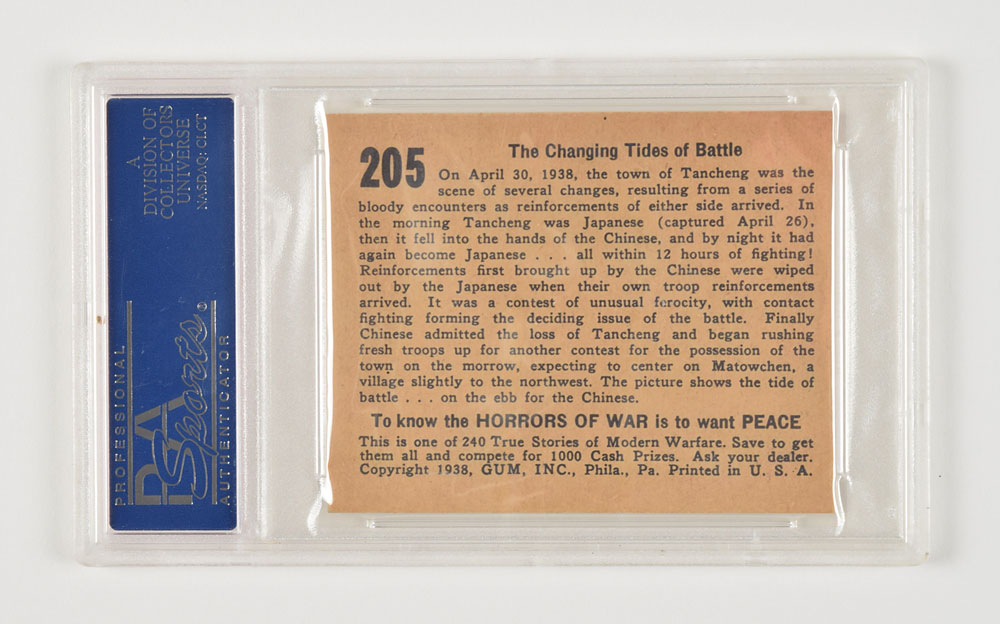 A
DIVISION OF
COLLECTORS
UNIVERSE
NASDAQ: CLCT
PROFESSIONAL
PSA
Sports
®
AUTHENTICATOR
205
The Changing Tides of Battle
On April 30, 1938, the town of Tancheng was the
scene of several changes, resulting from a series of
bloody encounters as reinforcements of either side arrived. In
the morning Tancheng was Japanese (captured April 26),
then it fell into the hands of the Chinese, and by night it had
again become Japanese . . . all within 12 hours of fighting!
Reinforcements first brought up by the Chinese were wiped
out by the Japanese when their own troop reinforcements
arrived. It was a contest of unusual ferocity, with contact
fighting forming the deciding issue of the battle. Finally
Chinese admitted the loss of Tancheng and began rushing
fresh troops up for another contest for the possession of the
town on the morrow, expecting to center on Matowchen, a
village slightly to the northwest. The picture shows the tide of
battle . . . on the ebb for the Chinese.
To know the HORRORS OF WAR is to want PEACE
This is one of 240 True Stories of Modern Warfare. Save to get
them all and compete for 1000 Cash Prizes. Ask your dealer.
Copyright 1938, GUM, INC., Phila., Pa. Printed in U. S. A.